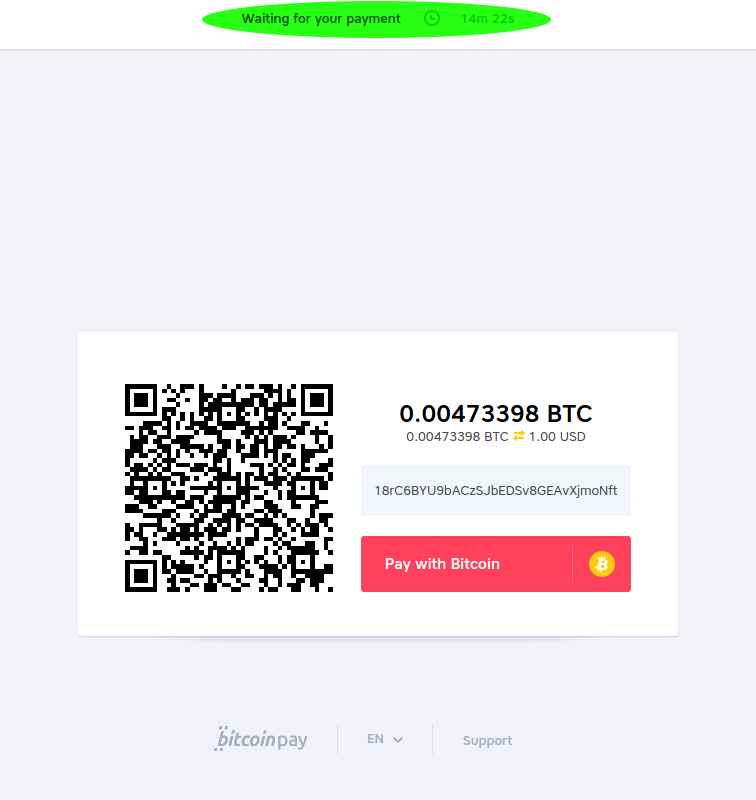 Waiting for your payment 14m 22s
0.00473398 BTC
0.00473398 BTC ⇄ 1.00 USD
18rC6BYU9bACzSJbEDSv8GEAvXjmoNft
Pay with Bitcoin
bitcoinpay EN Support